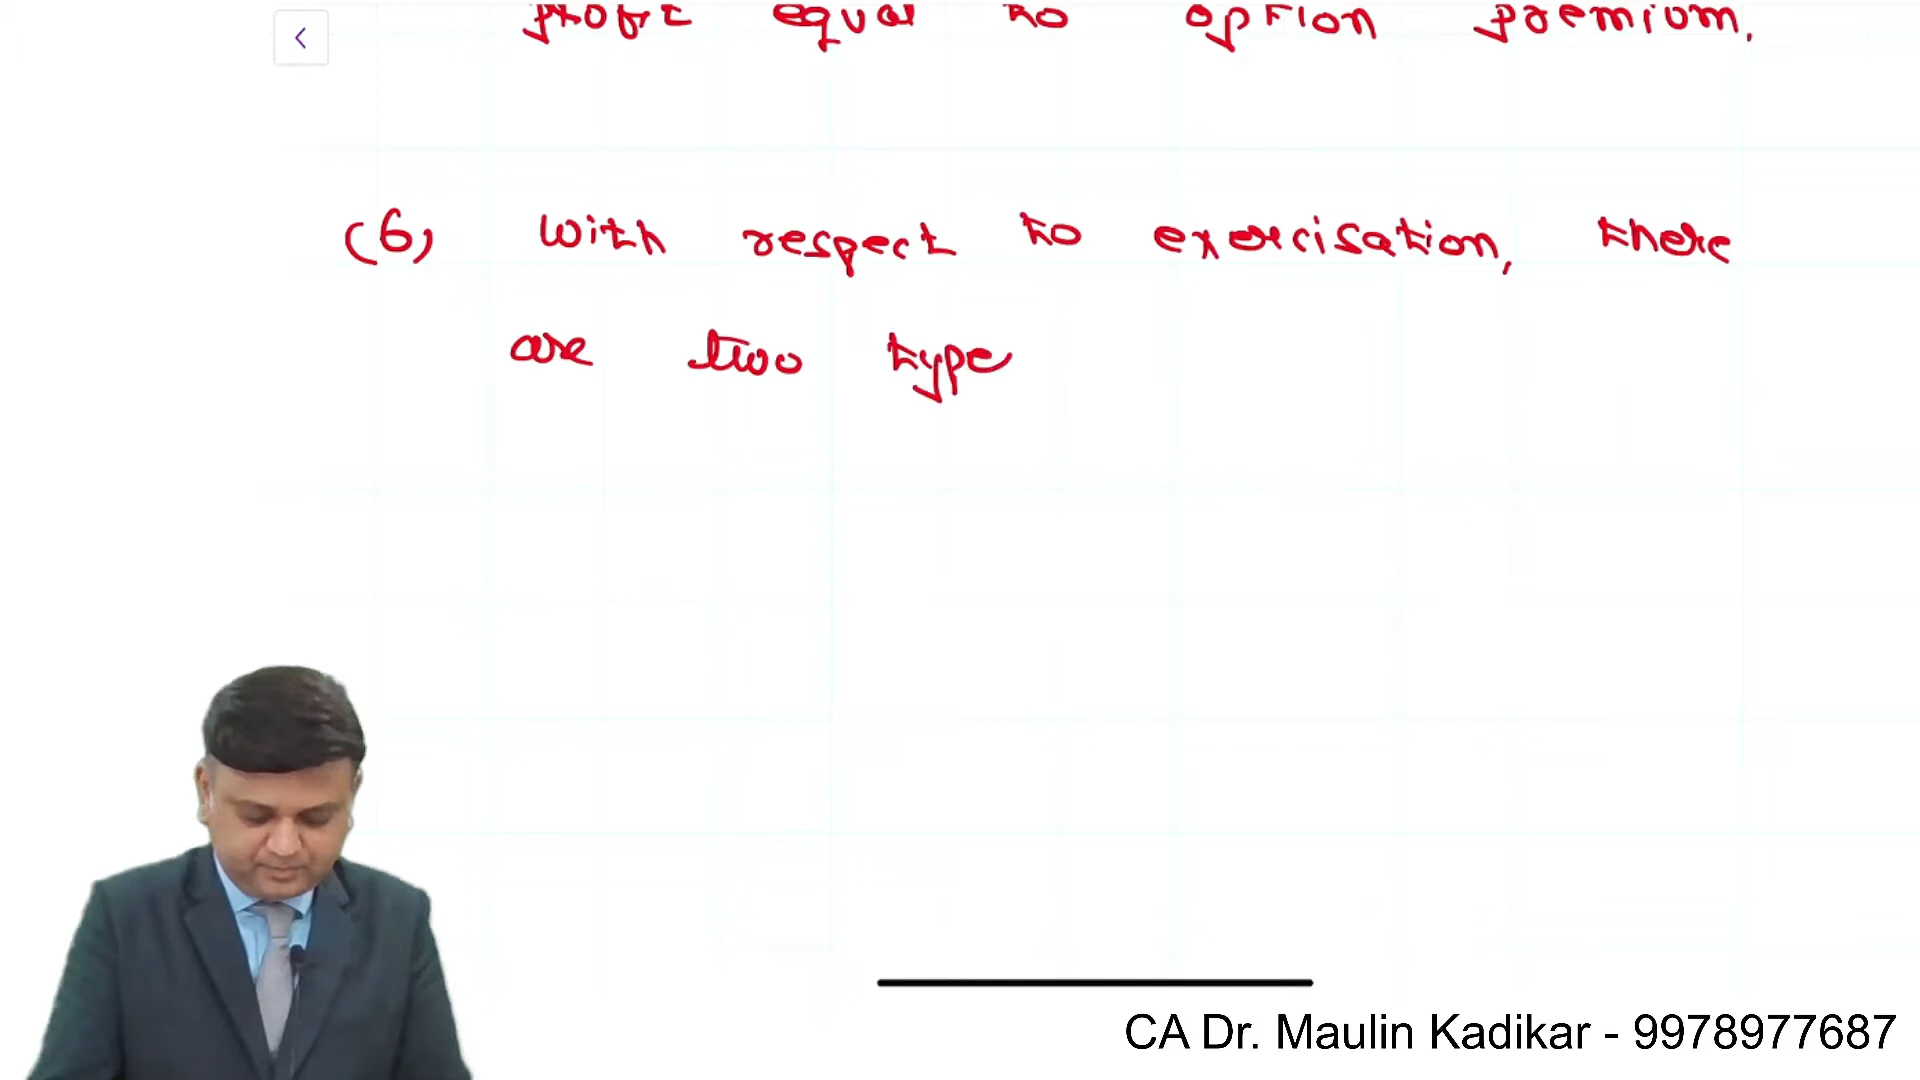 profit equal to option premium.
(6) with respect to exercisation, there
are two type
CA Dr. Maulin Kadikar - 9978977687